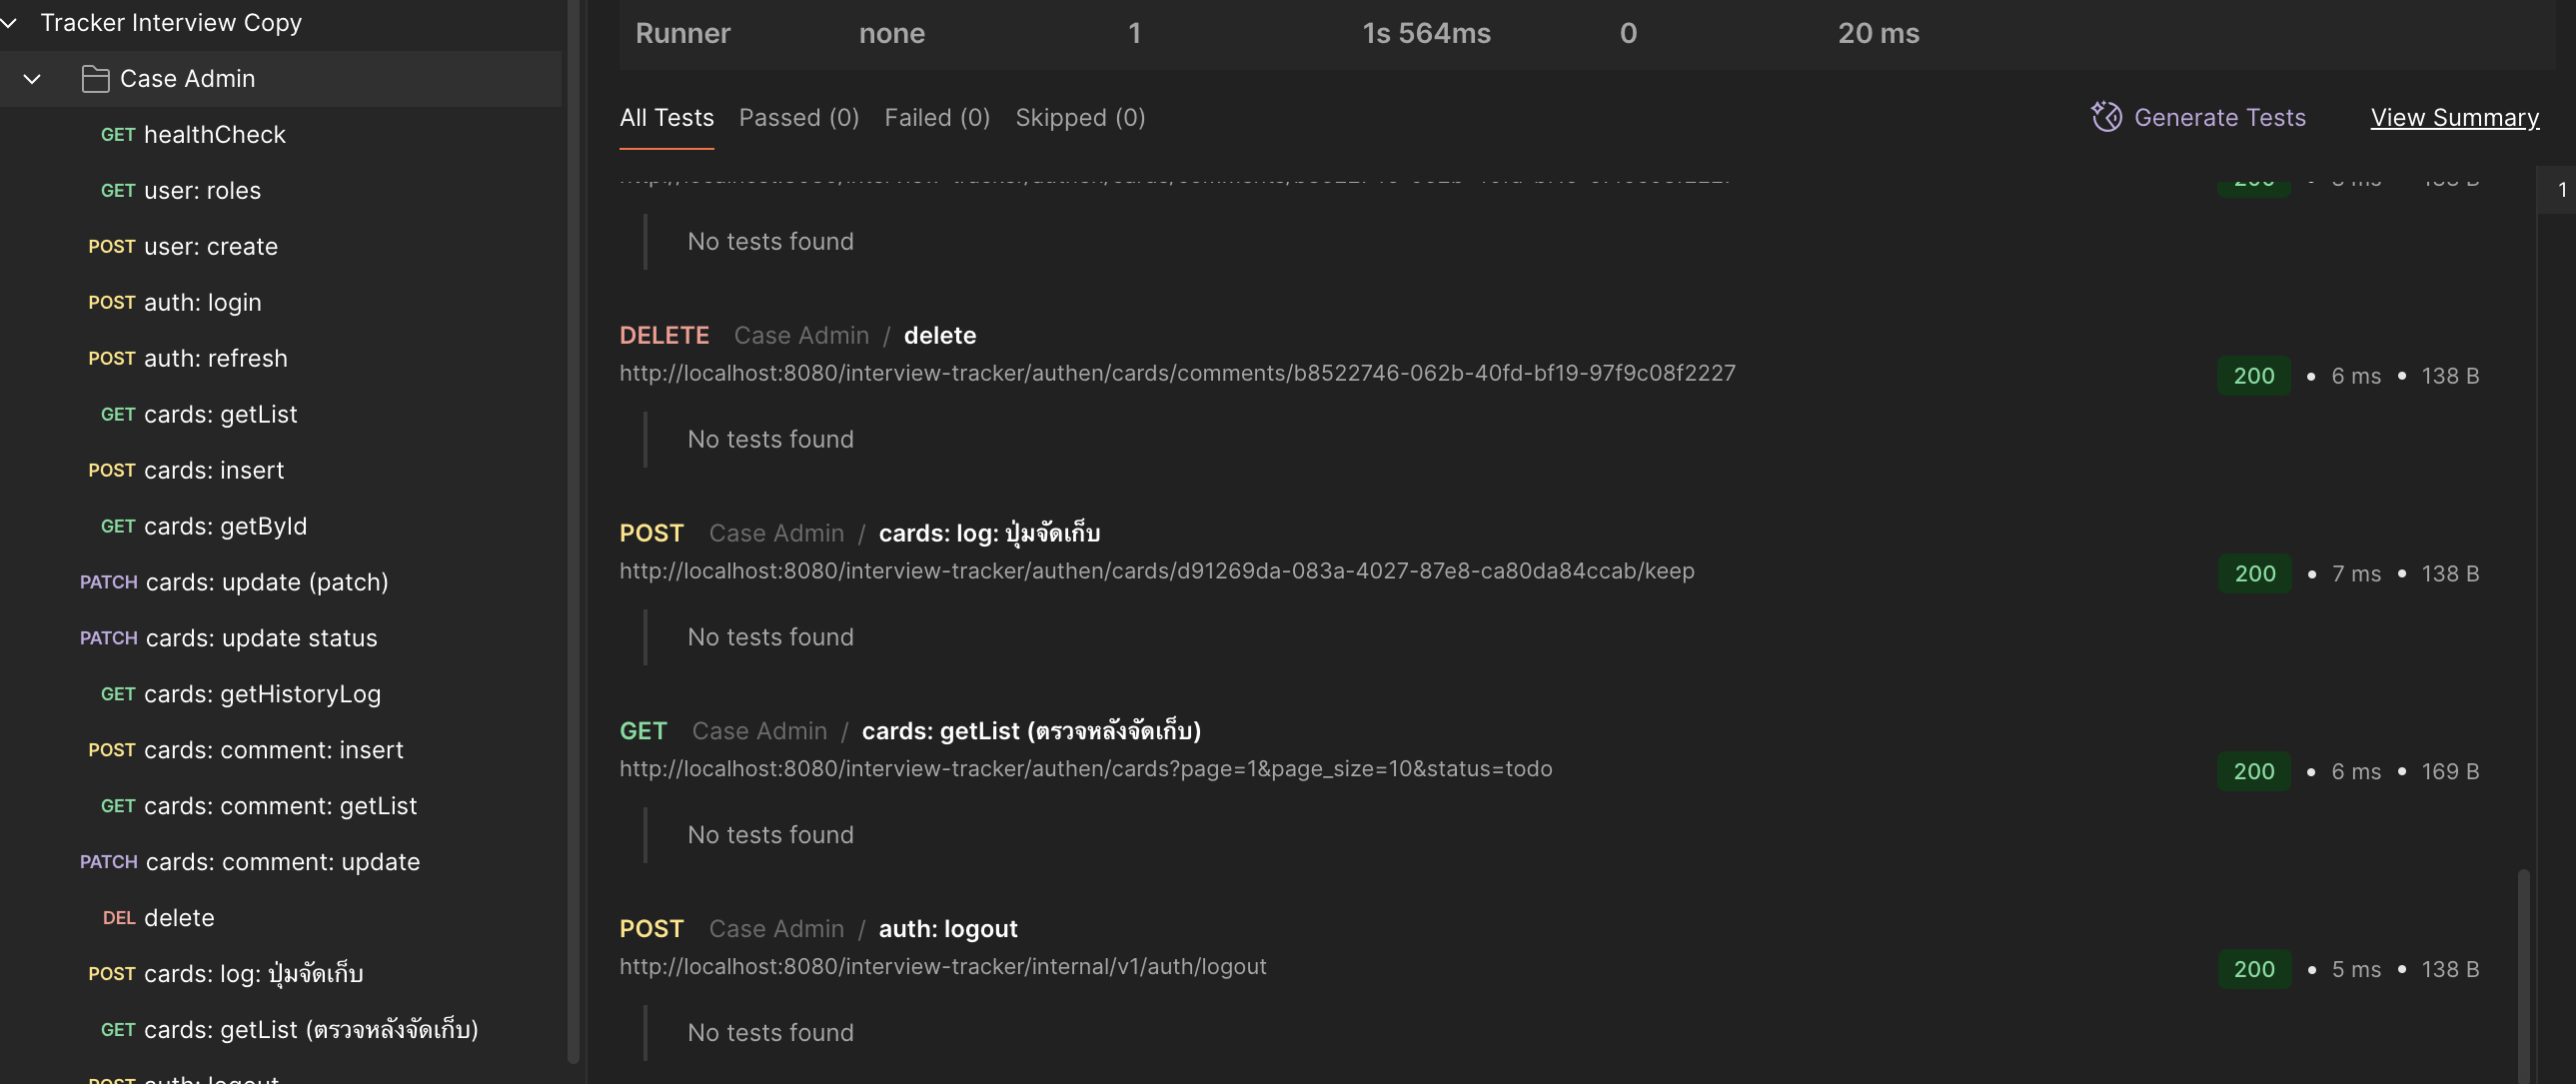 Tracker Interview Copy
Case Admin
GET healthCheck
GET user: roles
POST user: create
POST auth: login
POST auth: refresh
GET cards: getList
POST cards: insert
GET cards: getById
PATCH cards: update (patch)
PATCH cards: update status
GET cards: getHistoryLog
POST cards: comment: insert
GET cards: comment: getList
PATCH cards: comment: update
DEL delete
POST cards: log: ปุ่มจัดเก็บ
GET cards: getList (ตรวจหลังจัดเก็บ)
POST auth: logout
Runner none 1 1s 564ms 0 20 ms
All Tests Passed (0) Failed (0) Skipped (0) Generate Tests View Summary
1
No tests found
DELETE Case Admin / delete
http://localhost:8080/interview-tracker/authen/cards/comments/b8522746-062b-40fd-bf19-97f9c08f2227
200 • 6 ms • 138 B
No tests found
POST Case Admin / cards: log: ปุ่มจัดเก็บ
http://localhost:8080/interview-tracker/authen/cards/d91269da-083a-4027-87e8-ca80da84ccab/keep
200 • 7 ms • 138 B
No tests found
GET Case Admin / cards: getList (ตรวจหลังจัดเก็บ)
http://localhost:8080/interview-tracker/authen/cards?page=1&page_size=10&status=todo
200 • 6 ms • 169 B
No tests found
POST Case Admin / auth: logout
http://localhost:8080/interview-tracker/internal/v1/auth/logout
200 • 5 ms • 138 B
No tests found